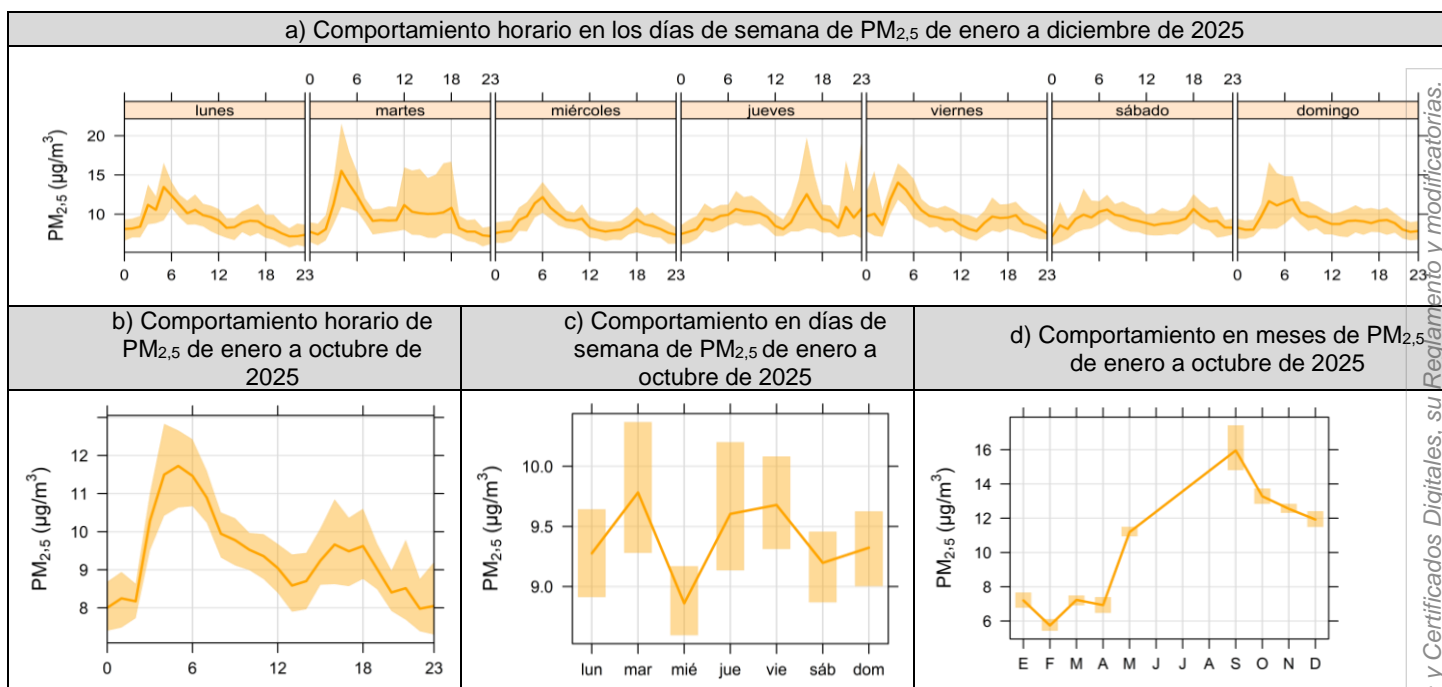 a) Comportamiento horario en los días de semana de PM2,5 de enero a diciembre de 2025
0 6 12 18 23 0 6 12 18 23 0 6 12 18 23
lunes martes miércoles jueves viernes sábado domingo
PM2,5 (µg/m³)
20
15
10
0 6 12 18 23 0 6 12 18 23 0 6 12 18 23 0 6 12 18 23
b) Comportamiento horario de
PM2,5 de enero a octubre de
2025
c) Comportamiento en días de
semana de PM2,5 de enero a
octubre de 2025
d) Comportamiento en meses de PM2,5
de enero a octubre de 2025
PM2,5 (µg/m³)
12
11
10
9
8
0 6 12 18 23
PM2,5 (µg/m³)
10.0
9.5
9.0
lun mar mié jue vie sáb dom
PM2,5 (µg/m³)
16
14
12
10
8
6
E F M A M J J A S O N D
y Certificados Digitales, su Reglamento y modificatorias.